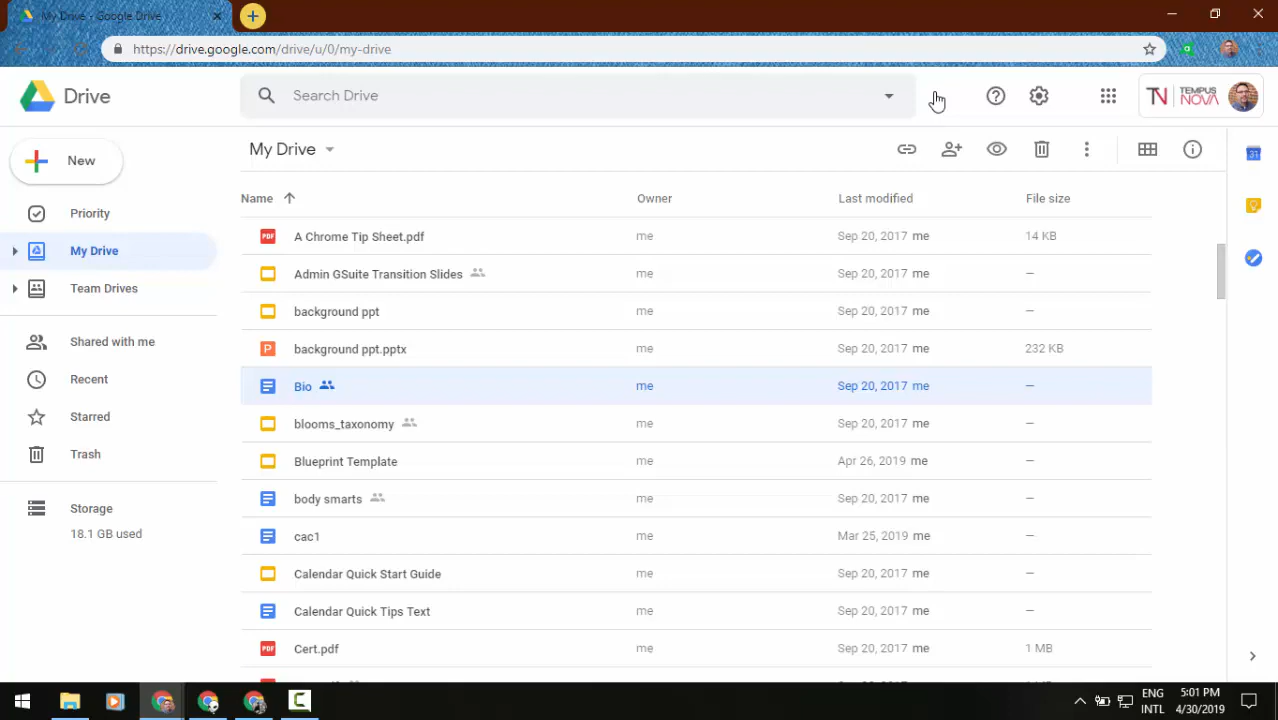 My Drive - Google Drive
https://drive.google.com/drive/u/0/my-drive
Drive
Search Drive
TN TEMPUS NOVA
New
My Drive
Priority
My Drive
Team Drives
Shared with me
Recent
Starred
Trash
Storage
18.1 GB used
Name Owner Last modified File size
PDF A Chrome Tip Sheet.pdf me Sep 20, 2017 me 14 KB
Admin GSuite Transition Slides me Sep 20, 2017 me —
background ppt me Sep 20, 2017 me —
P background ppt.pptx me Sep 20, 2017 me 232 KB
Bio me Sep 20, 2017 me —
blooms_taxonomy me Sep 20, 2017 me —
Blueprint Template me Apr 26, 2019 me —
body smarts me Sep 20, 2017 me —
cac1 me Mar 25, 2019 me —
Calendar Quick Start Guide me Sep 20, 2017 me —
Calendar Quick Tips Text me Sep 20, 2017 me —
PDF Cert.pdf me Sep 20, 2017 me 1 MB
31
ENG
INTL
5:01 PM
4/30/2019